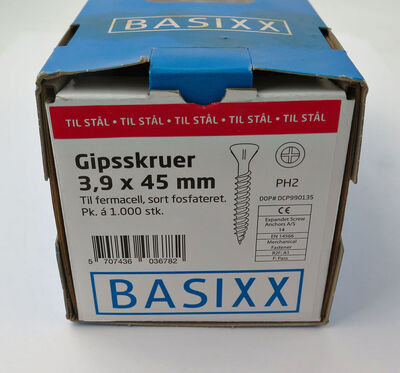 BASIXX
TIL STÅL • TIL STÅL • TIL STÅL • TIL STÅL • TIL STÅL
Gipsskruer
3,9 x 45 mm
Til fermacell, sort fosfateret.
Pk. á 1.000 stk.
PH2
DOP# DCP990135
CE
Expandet Screw
Anchors A/S
14
EN 14566
Merchanical
Fastener
R2F: A1
F: Pass
5 707436 036782
BASIXX